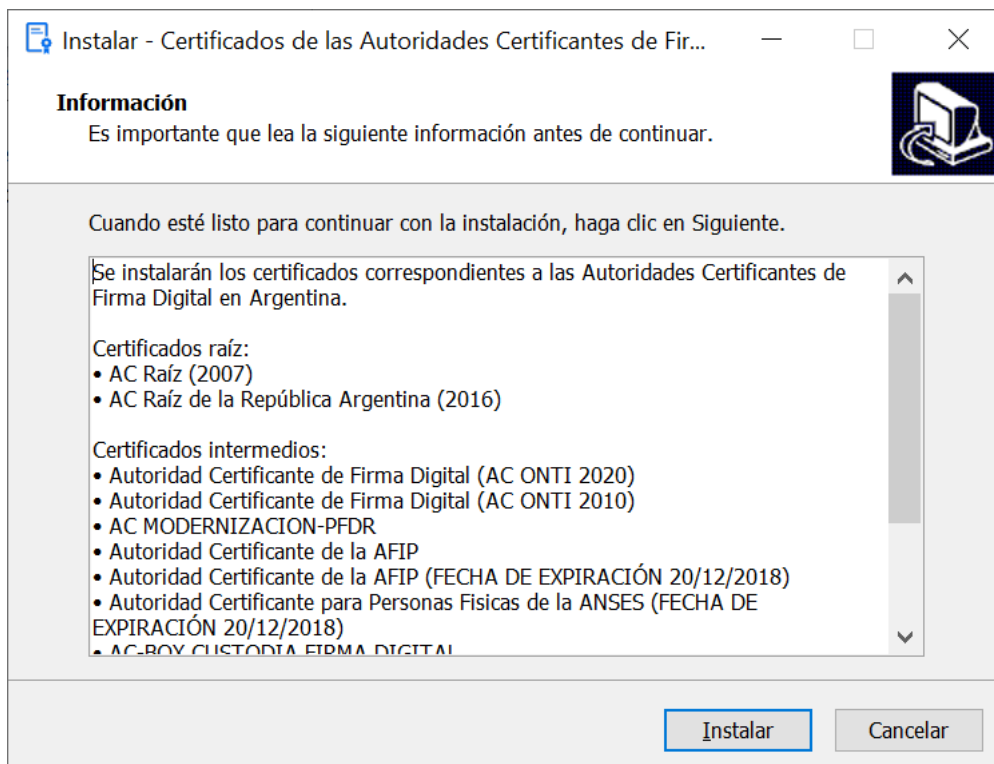 Instalar - Certificados de las Autoridades Certificantes de Fir...
Información
Es importante que lea la siguiente información antes de continuar.
Cuando esté listo para continuar con la instalación, haga clic en Siguiente.
Se instalarán los certificados correspondientes a las Autoridades Certificantes de
Firma Digital en Argentina.
Certificados raíz:
• AC Raíz (2007)
• AC Raíz de la República Argentina (2016)
Certificados intermedios:
• Autoridad Certificante de Firma Digital (AC ONTI 2020)
• Autoridad Certificante de Firma Digital (AC ONTI 2010)
• AC MODERNIZACION-PFDR
• Autoridad Certificante de la AFIP
• Autoridad Certificante de la AFIP (FECHA DE EXPIRACIÓN 20/12/2018)
• Autoridad Certificante para Personas Fisicas de la ANSES (FECHA DE
EXPIRACIÓN 20/12/2018)
• AC-BOX CUSTODIA FIRMA DIGITAL
Instalar
Cancelar